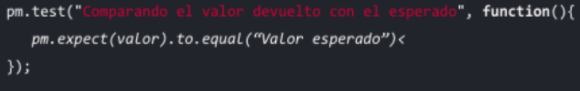 pm.test("Comparando el valor devuelto con el esperado", function(){
pm.expect(valor).to.equal(“Valor esperado”)<
});